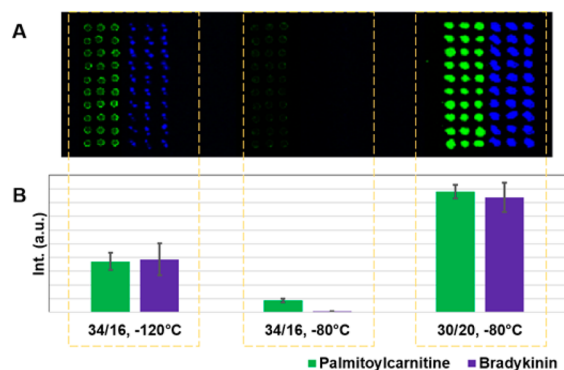 A
B
Int. (a.u.)
34/16, -120°C
34/16, -80°C
30/20, -80°C
Palmitoylcarnitine
Bradykinin